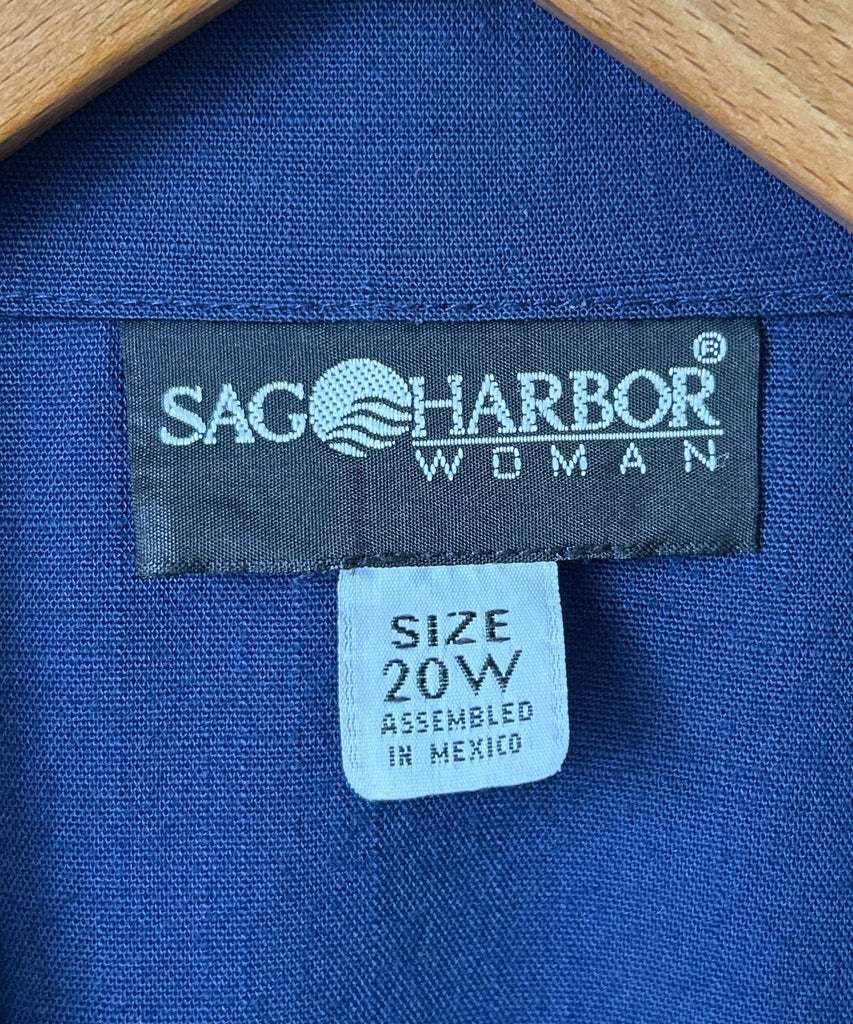 SAG HARBOR®
WOMAN
SIZE
20W
ASSEMBLED
IN MEXICO